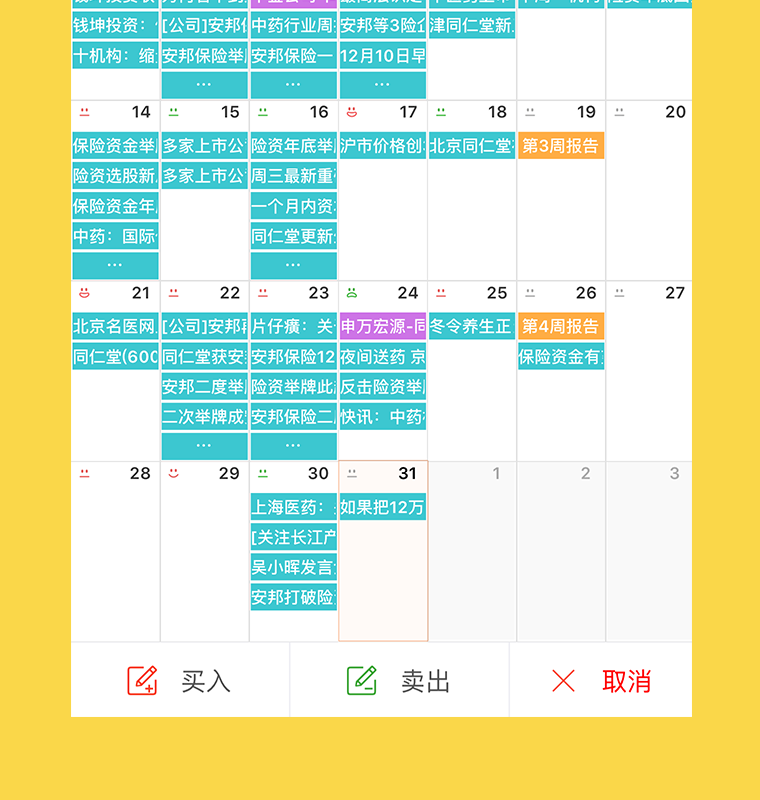 钱坤投资：
[公司]安邦
中药行业周
安邦等3险企
津同仁堂新
十机构：缩
安邦保险举
安邦保险一
12月10日早
...
...
...
14
15
16
17
18
19
20
保险资金举
多家上市公
险资年底举
沪市价格创
北京同仁堂
第3周报告
险资选股新
多家上市公
周三最新重
保险资金年
一个月内资
中药：国际
同仁堂更新
...
...
21
22
23
24
25
26
27
北京名医网
[公司]安邦
片仔癀：关
申万宏源-同
冬令养生正
第4周报告
同仁堂(600
同仁堂获安
安邦保险12
夜间送药 京
保险资金有
安邦二度举
险资举牌此
反击险资举
二次举牌成
安邦保险二
快讯：中药
...
...
28
29
30
31
1
2
3
上海医药：
如果把12万
[关注长江产
吴小晖发言
安邦打破险
买入
卖出
取消